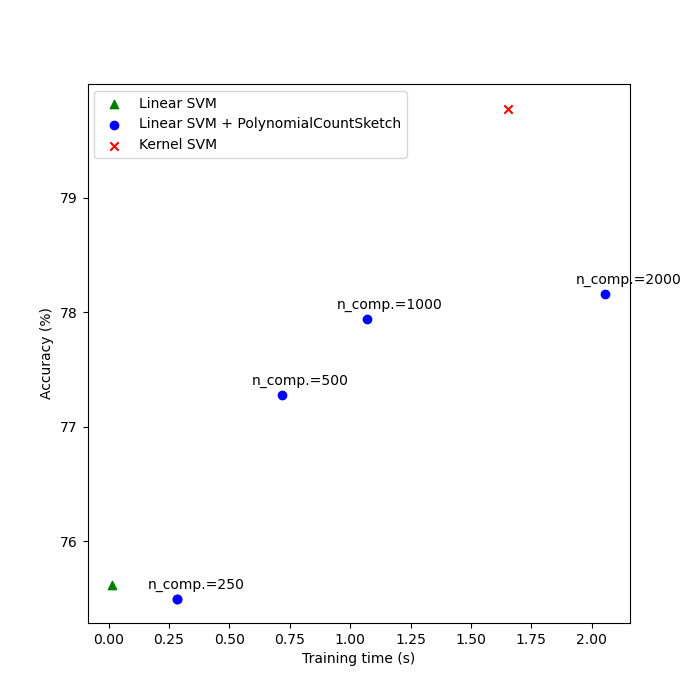 Linear SVM
Linear SVM + PolynomialCountSketch
Kernel SVM
79
n_comp.=2000
78
n_comp.=1000
n_comp.=500
77
76
n_comp.=250
Accuracy (%)
0.00 0.25 0.50 0.75 1.00 1.25 1.50 1.75 2.00
Training time (s)